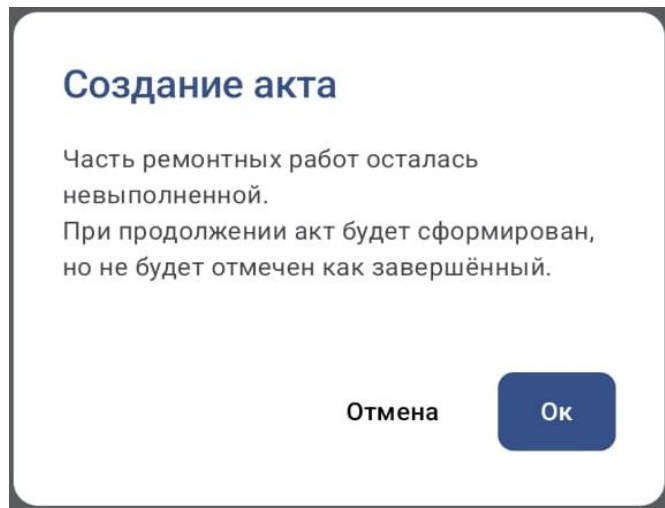 Создание акта
Часть ремонтных работ осталась
невыполненной.
При продолжении акт будет сформирован,
но не будет отмечен как завершённый.
Отмена
Ок